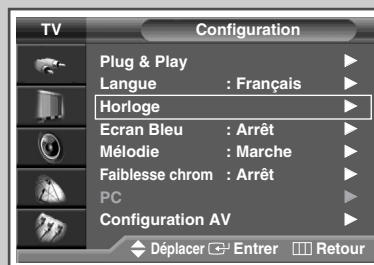 TV Configuration
Plug & Play
Langue : Français
Horloge
Ecran Bleu : Arrêt
Mélodie : Marche
Faiblesse chrom : Arrêt
PC
Configuration AV
Déplacer Entrer Retour